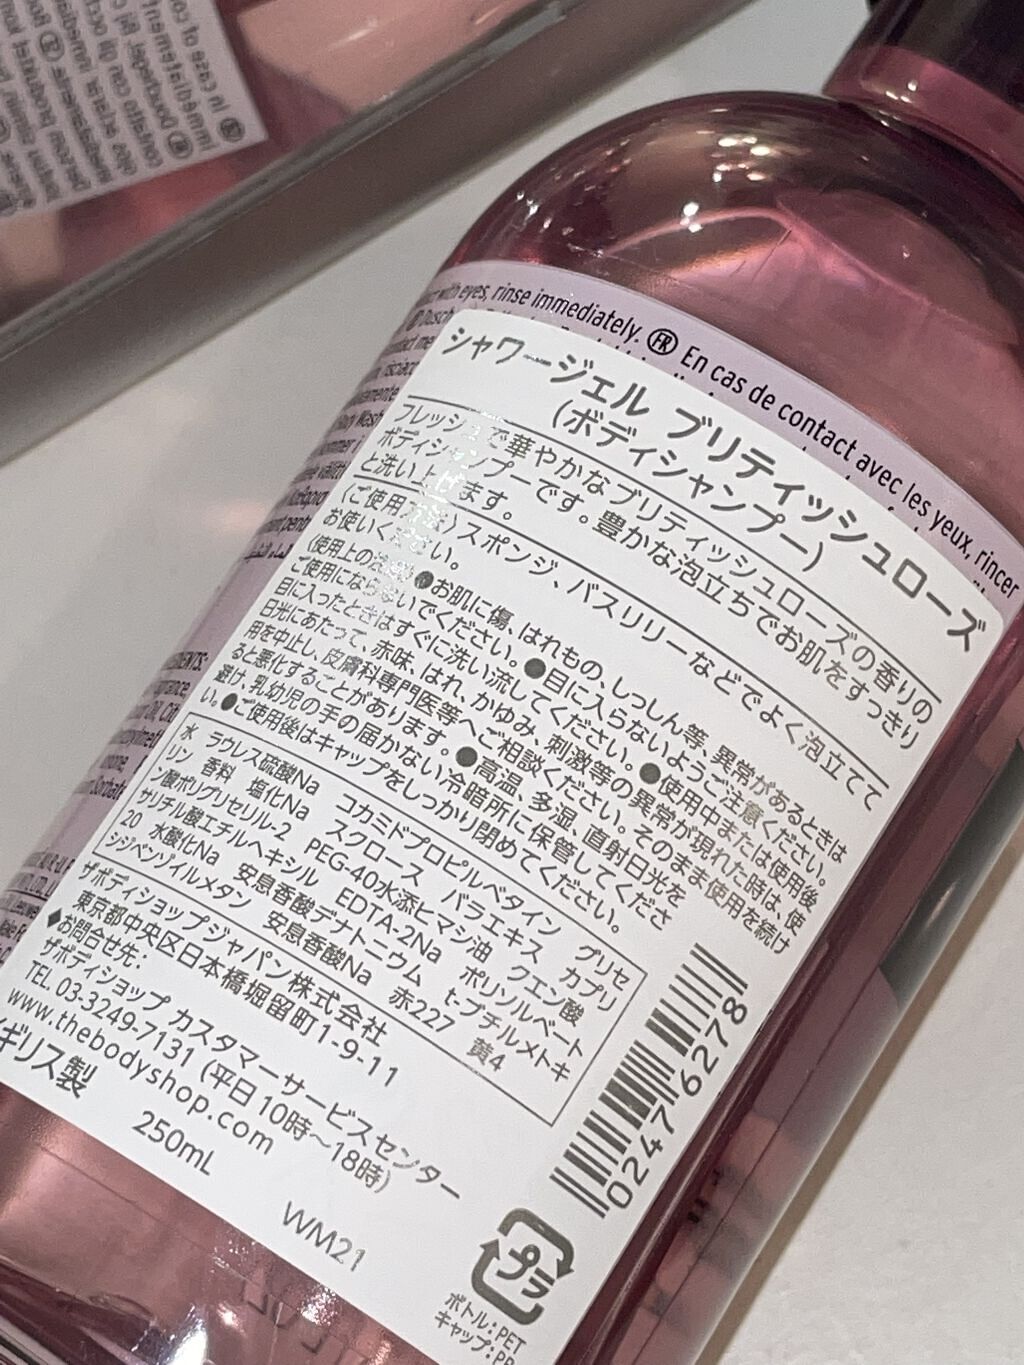 In case of
with eyes, rinse immediately. FR En cas de contact avec les yeux, rincer
シャワージェル ブリティッシュローズ
(ボディシャンプー)
フレッシュで華やかなブリティッシュローズの香りの
ボディシャンプーです。豊かな泡立ちでお肌をすっきり
と洗い上げます。
〈ご使用方法〉スポンジ、バスリリーなどでよく泡立てて
お使いください。
〈使用上の注意〉●お肌に傷、はれもの、しっしん等、異常があるときは
ご使用にならないでください。●目に入らないようご注意ください。
目に入ったときはすぐに洗い流してください。●使用中または使用後
日光にあたって、赤味、はれ、かゆみ、刺激等の異常が現れた時は、使
用を中止し、皮膚科専門医等へご相談ください。そのまま使用を続け
ると悪化することがあります。●高温、多湿、直射日光を
避け、乳幼児の手の届かない冷暗所に保管してくださ
い。●ご使用後はキャップをしっかり閉めてください。
水 ラウレス硫酸Na コカミドプロピルベタイン グリセ
リン 香料 塩化Na スクロース バラエキス カプリ
ン酸ポリグリセリル-2 PEG-40水添ヒマシ油 クエン酸
サリチル酸エチルヘキシル EDTA-2Na ポリソルベート
20 水酸化Na 安息香酸デナトニウム t-ブチルメトキ
シジベンゾイルメタン 安息香酸Na 赤227 黄4
ザボディショップジャパン株式会社
東京都中央区日本橋堀留町1-9-11
◆お問合せ先：
ザボディショップ カスタマーサービスセンター
TEL. 03-3249-7131 (平日 10時～18時)
www.thebodyshop.com
イギリス製
250mL
WM21
024776278
プラ
ボトル：PET
キャップ：PP